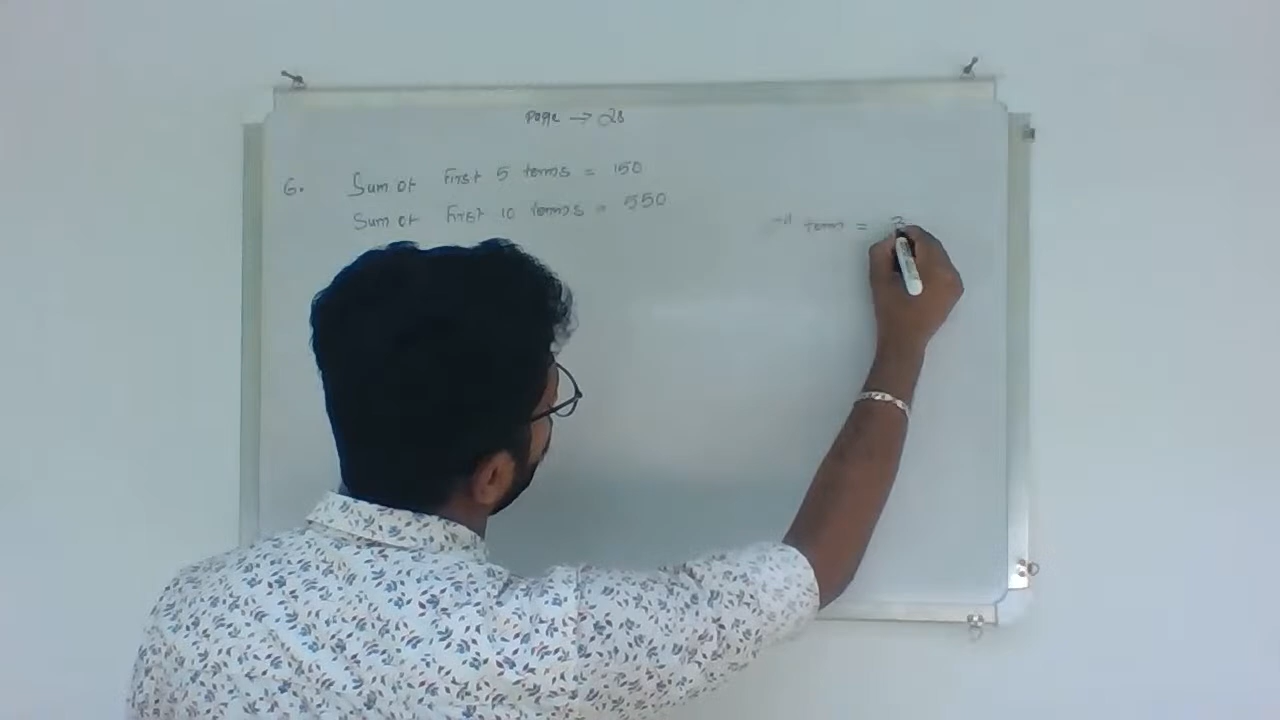 Page → 28
6. Sum of First 5 terms = 150
Sum of First 10 terms = 550
term =